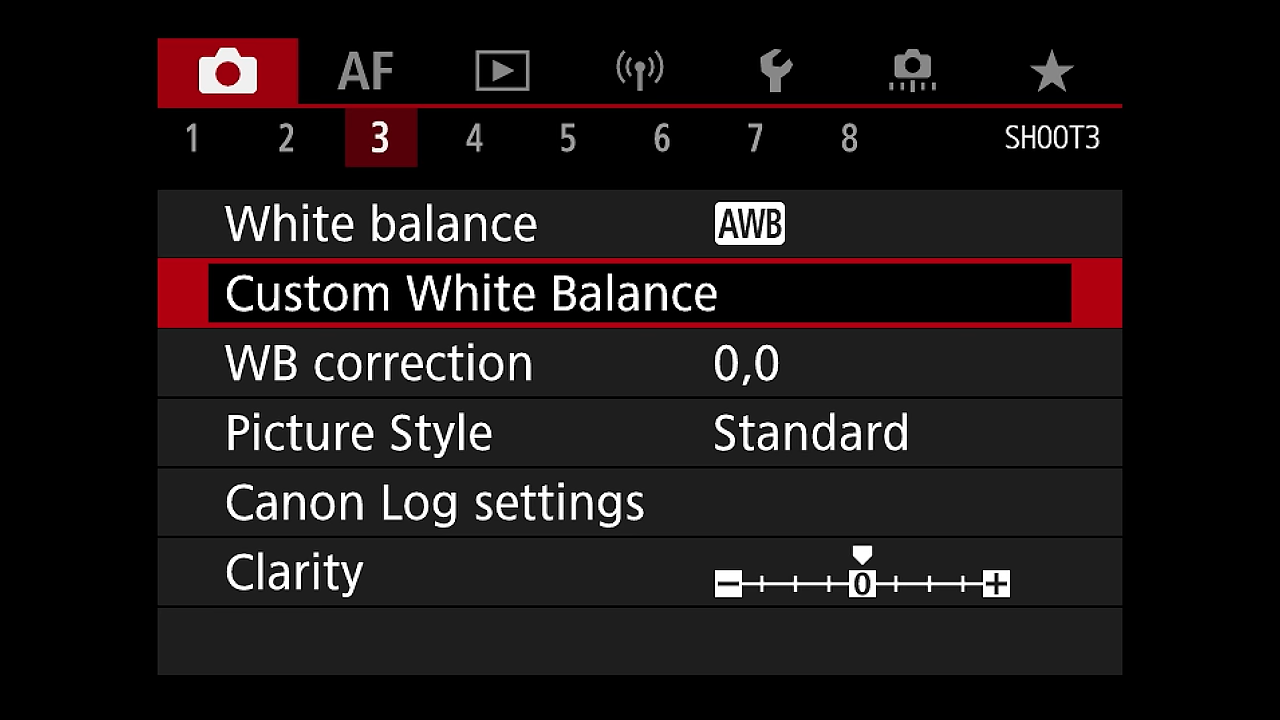 AF
1 2 3 4 5 6 7 8 SHOOT3
White balance AWB
Custom White Balance
WB correction 0,0
Picture Style Standard
Canon Log settings
Clarity − 0 +